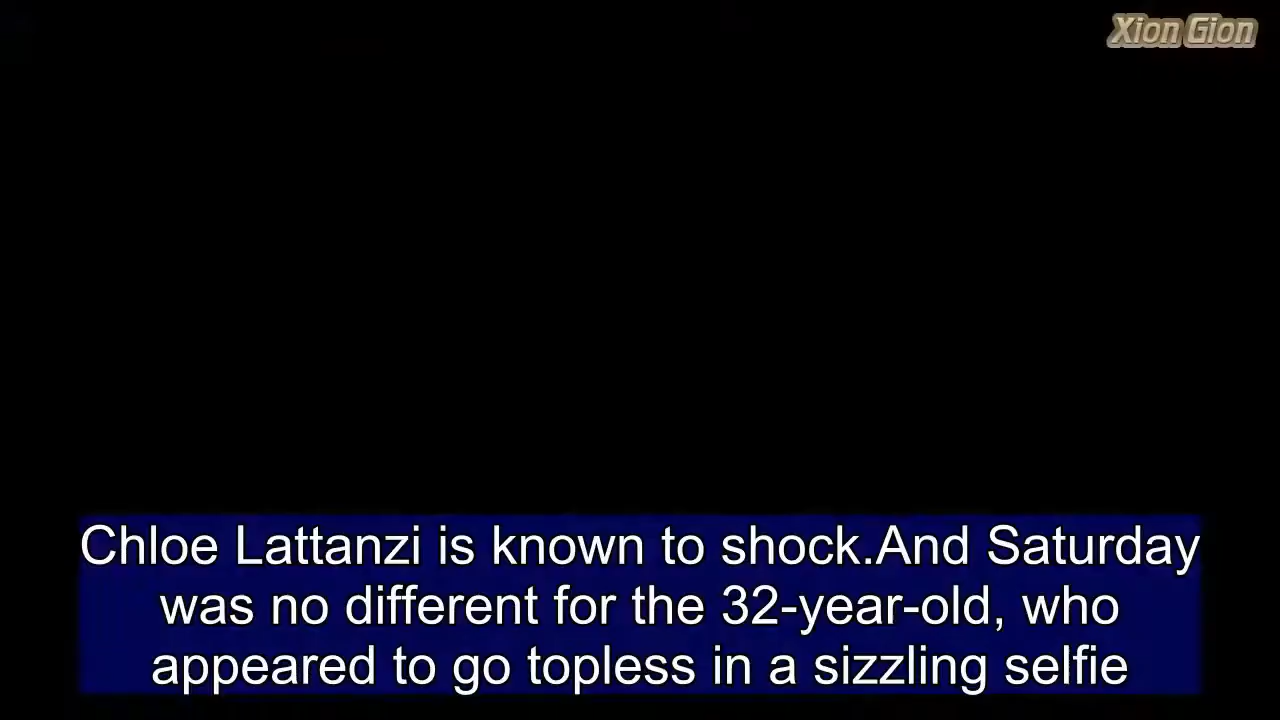 Xion Gion
Chloe Lattanzi is known to shock.And Saturday
was no different for the 32-year-old, who
appeared to go topless in a sizzling selfie